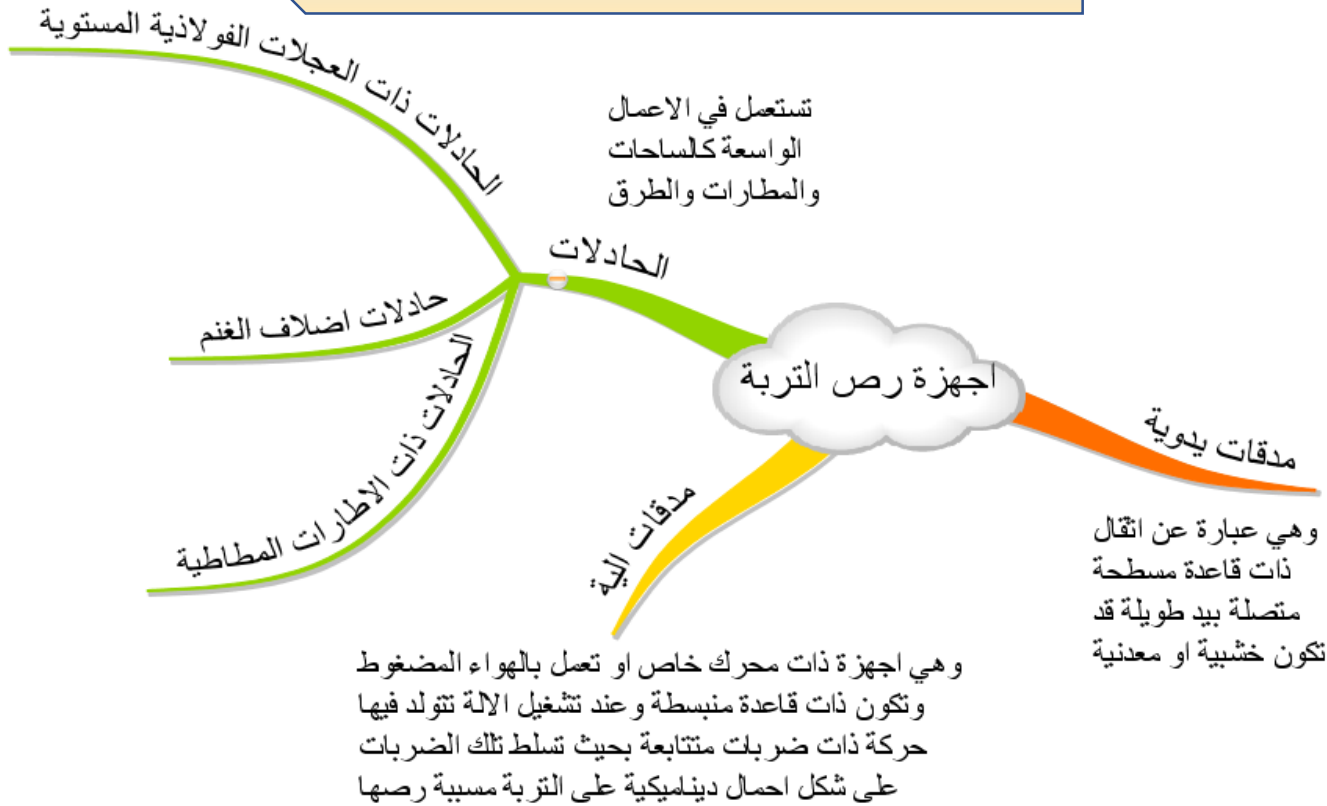 اجهزة رص التربة
مدقات يدوية
وهي عبارة عن اثقال
ذات قاعدة مسطحة
متصلة بيد طويلة قد
تكون خشبية او معدنية
مدقات الية
وهي اجهزة ذات محرك خاص او تعمل بالهواء المضغوط
وتكون ذات قاعدة منبسطة وعند تشغيل الالة تتولد فيها
حركة ذات ضربات متتابعة بحيث تسلط تلك الضربات
على شكل احمال ديناميكية على التربة مسببة رصها
الحادلات
تستعمل في الاعمال
الواسعة كالساحات
والمطارات والطرق
الحادلات ذات العجلات الفولاذية المستوية
حادلات اضلاف الغنم
الحادلات ذات الاطارات المطاطية